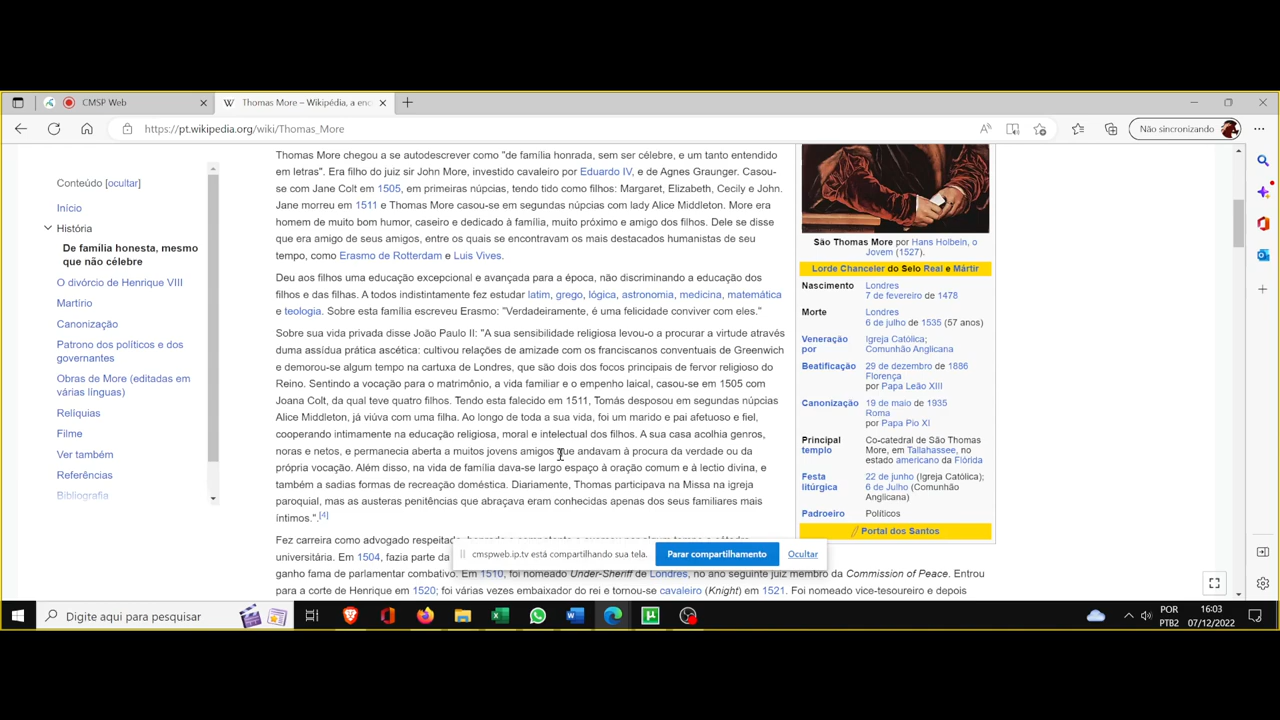 CMSP Web
Thomas More – Wikipédia, a enc
https://pt.wikipedia.org/wiki/Thomas_More
Não sincronizando
Conteúdo [ocultar]
Início
História
De familia honesta, mesmo
que não célebre
O divórcio de Henrique VIII
Martírio
Canonização
Patrono dos políticos e dos
governantes
Obras de More (editadas em
várias línguas)
Relíquias
Filme
Ver também
Referências
Bibliografia
Thomas More chegou a se autodescrever como "de família honrada, sem ser célebre, e um tanto entendido
em letras". Era filho do juiz sir John More, investido cavaleiro por Eduardo IV, e de Agnes Graunger. Casou-
se com Jane Colt em 1505, em primeiras núpcias, tendo tido como filhos: Margaret, Elizabeth, Cecily e John.
Jane morreu em 1511 e Thomas More casou-se em segundas núpcias com lady Alice Middleton. More era
homem de muito bom humor, caseiro e dedicado à família, muito próximo e amigo dos filhos. Dele se disse
que era amigo de seus amigos, entre os quais se encontravam os mais destacados humanistas de seu
tempo, como Erasmo de Rotterdam e Luis Vives.
Deu aos filhos uma educação excepcional e avançada para a época, não discriminando a educação dos
filhos e das filhas. A todos indistintamente fez estudar latim, grego, lógica, astronomia, medicina, matemática
e teologia. Sobre esta família escreveu Erasmo: "Verdadeiramente, é uma felicidade conviver com eles."
Sobre sua vida privada disse João Paulo II: "A sua sensibilidade religiosa levou-o a procurar a virtude através
duma assídua prática ascética: cultivou relações de amizade com os franciscanos conventuais de Greenwich
e demorou-se algum tempo na cartuxa de Londres, que são dois dos focos principais de fervor religioso do
Reino. Sentindo a vocação para o matrimônio, a vida familiar e o empenho laical, casou-se em 1505 com
Joana Colt, da qual teve quatro filhos. Tendo esta falecido em 1511, Tomás desposou em segundas núpcias
Alice Middleton, já viúva com uma filha. Ao longo de toda a sua vida, foi um marido e pai afetuoso e fiel,
cooperando intimamente na educação religiosa, moral e intelectual dos filhos. A sua casa acolhia genros,
noras e netos, e permanecia aberta a muitos jovens amigos que andavam à procura da verdade ou da
própria vocação. Além disso, na vida de família dava-se largo espaço à oração comum e à lectio divina, e
também a sadias formas de recreação doméstica. Diariamente, Thomas participava na Missa na igreja
paroquial, mas as austeras penitências que abraçava eram conhecidas apenas dos seus familiares mais
íntimos.".[4]
Fez carreira como advogado respeitado,
universitária. Em 1504, fazia parte da
ganho fama de parlamentar combativo. Em 1510, foi nomeado Under-Sheriff de Londres, no ano seguinte juiz membro da Commission of Peace. Entrou
para a corte de Henrique em 1520; foi várias vezes embaixador do rei e tornou-se cavaleiro (Knight) em 1521. Foi nomeado vice-tesoureiro e depois
São Thomas More por Hans Holbein, o
Jovem (1527).
Lorde Chanceler do Selo Real e Mártir
Nascimento Londres
7 de fevereiro de 1478
Morte Londres
6 de julho de 1535 (57 anos)
Veneração Igreja Católica;
por Comunhão Anglicana
Beatificação 29 de dezembro de 1886
Florença
por Papa Leão XIII
Canonização 19 de maio de 1935
Roma
por Papa Pio XI
Principal Co-catedral de São Thomas
templo More, em Tallahassee, no
estado americano da Flórida
Festa 22 de junho (Igreja Católica);
litúrgica 6 de Julho (Comunhão
Anglicana)
Padroeiro Políticos
Portal dos Santos
cmspweb.ip.tv está compartilhando sua tela.
Parar compartilhamento
Ocultar
Digite aqui para pesquisar
POR
PTB2
16:03
07/12/2022